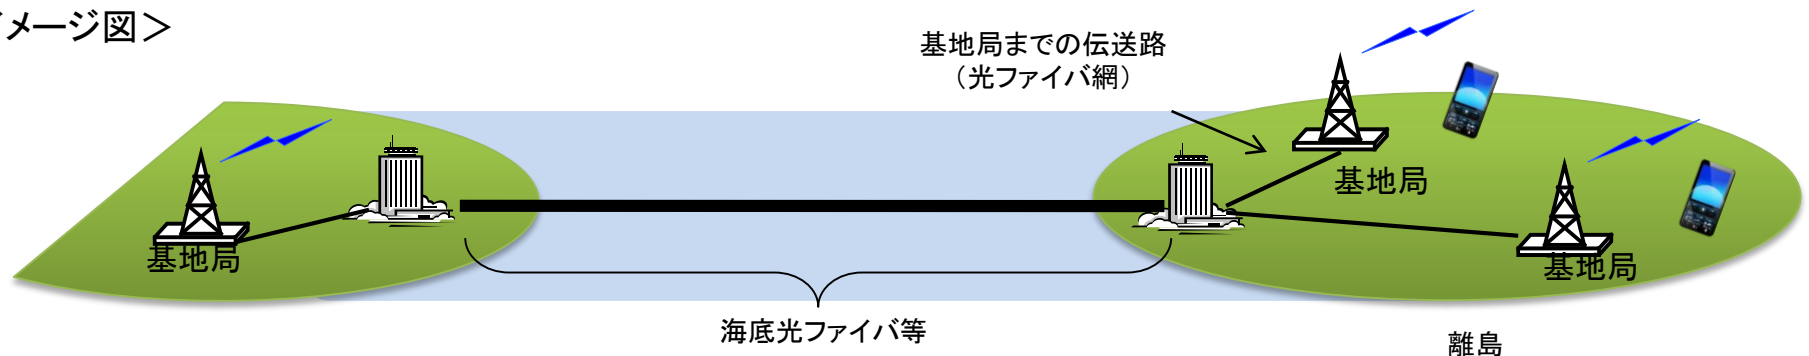 イメージ図＞
基地局までの伝送路
（光ファイバ網）
基地局
基地局
基地局
海底光ファイバ等
離島